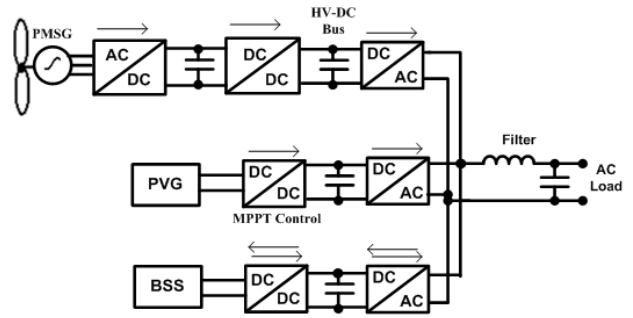 PMSG
AC
DC
DC
DC
HV-DC
Bus
DC
AC
PVG
DC
DC
MPPT Control
DC
AC
Filter
AC
Load
BSS
DC
DC
DC
AC